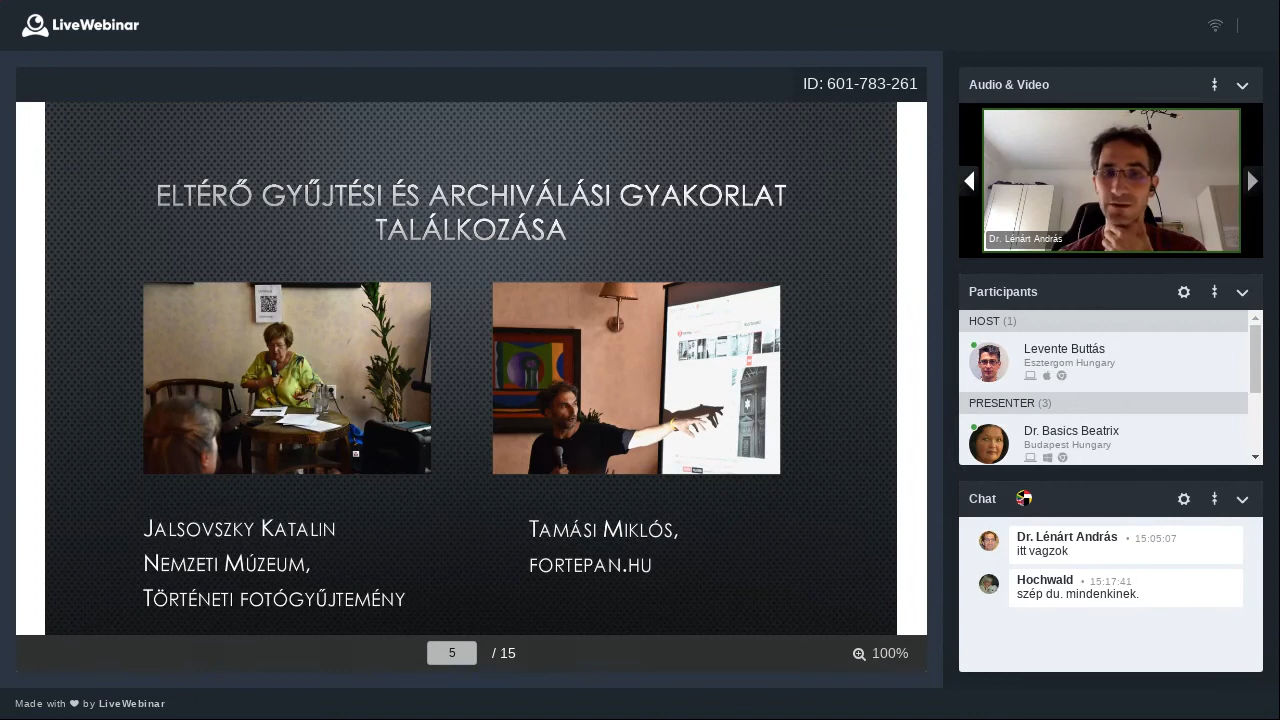 LiveWebinar
ID: 601-783-261
ELTÉRŐ GYŰJTÉSI ÉS ARCHIVÁLÁSI GYAKORLAT
TALÁLKOZÁSA
JALSOVSZKY KATALIN
NEMZETI MÚZEUM,
TÖRTÉNETI FOTÓGYŰJTEMÉNY
TAMÁSI MIKLÓS,
FORTEPAN.HU
5 / 15
100%
Made with by LiveWebinar
Audio & Video
Dr. Lénárt András
Participants
HOST (1)
Levente Buttás
Esztergom Hungary
PRESENTER (3)
Dr. Basics Beatrix
Budapest Hungary
Chat
Dr. Lénárt András • 15:05:07
itt vagzok
Hochwald • 15:17:41
szép du. mindenkinek.